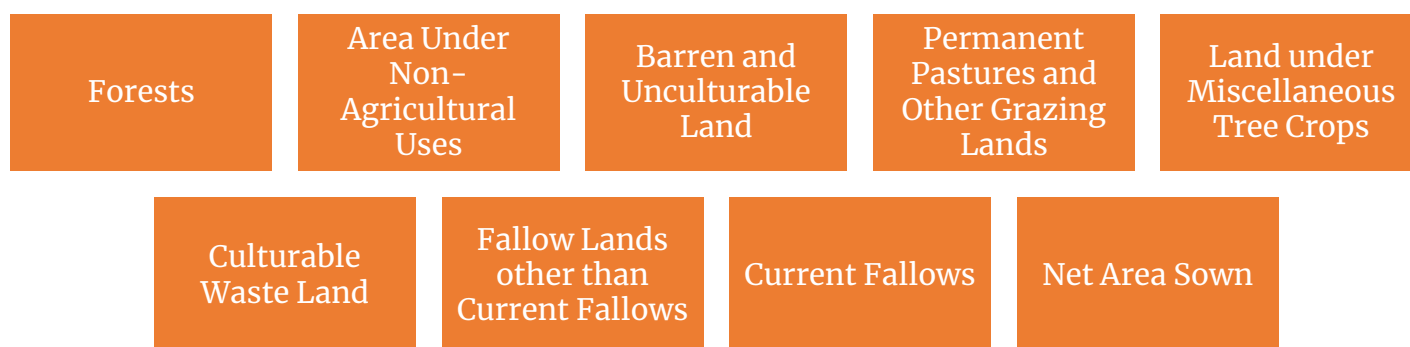 Forests
Area Under
Non-
Agricultural
Uses
Barren and
Unculturable
Land
Permanent
Pastures and
Other Grazing
Lands
Land under
Miscellaneous
Tree Crops
Culturable
Waste Land
Fallow Lands
other than
Current Fallows
Current Fallows
Net Area Sown